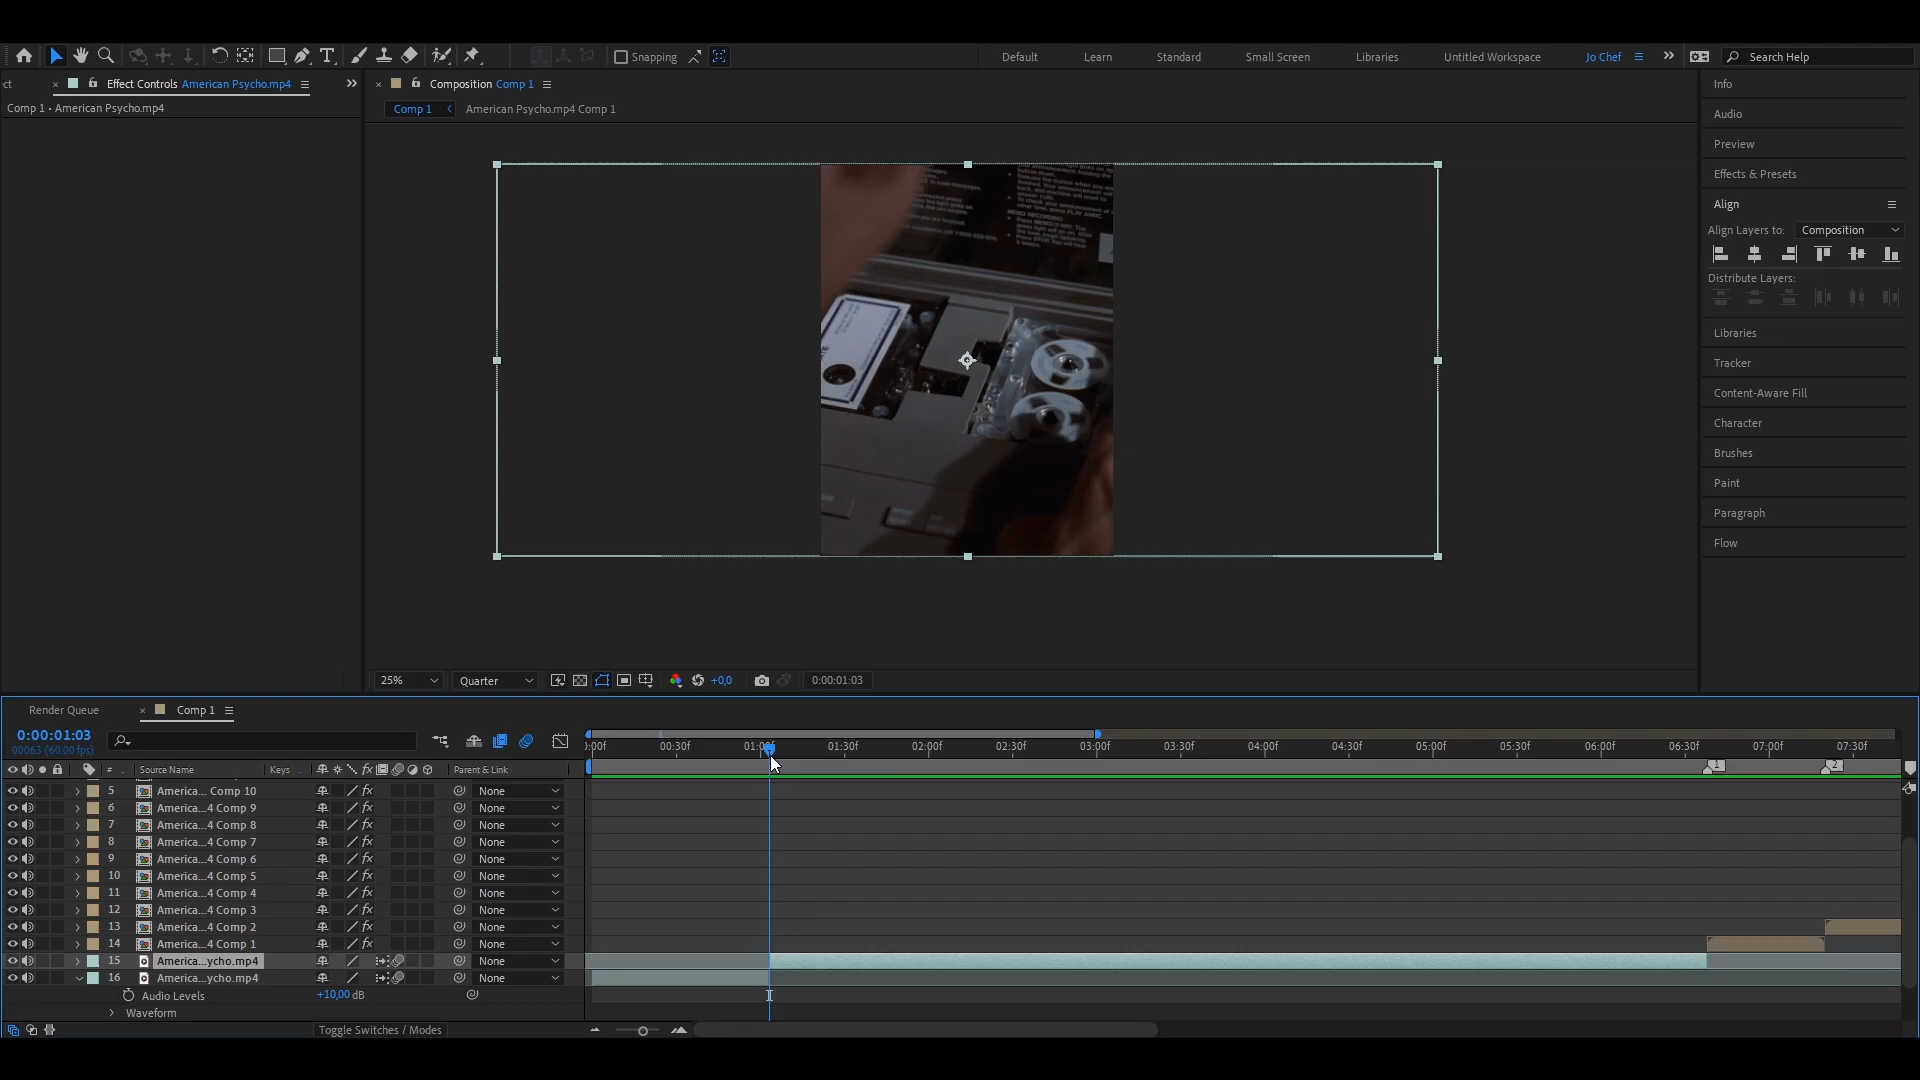 Snapping
Default
Learn
Standard
Small Screen
Libraries
Untitled Workspace
Jo Chef
Search Help
ct
Effect Controls American Psycho.mp4
Composition Comp 1
Comp 1 • American Psycho.mp4
Comp 1
American Psycho.mp4 Comp 1
Info
Audio
Preview
Effects & Presets
Align
Align Layers to:
Composition
Distribute Layers:
Libraries
Tracker
Content-Aware Fill
Character
Brushes
Paint
Paragraph
Flow
25%
Quarter
+0,0
0:00:01:03
Render Queue
Comp 1
0:00:01:03
00063 (60.00 fps)
:00f
00:30f
01:0
01:30f
02:00f
02:30f
03:00f
03:30f
04:00f
04:30f
05:00f
05:30f
06:00f
06:30f
07:00f
07:30f
# Source Name Keys Parent & Link
1
2
5 America... Comp 10 None
6 America...4 Comp 9 None
7 America...4 Comp 8 None
8 America...4 Comp 7 None
9 America...4 Comp 6 None
10 America...4 Comp 5 None
11 America...4 Comp 4 None
12 America...4 Comp 3 None
13 America...4 Comp 2 None
14 America...4 Comp 1 None
15 America...ycho.mp4 None
16 America...ycho.mp4 None
Audio Levels +10,00 dB
Waveform
Toggle Switches / Modes